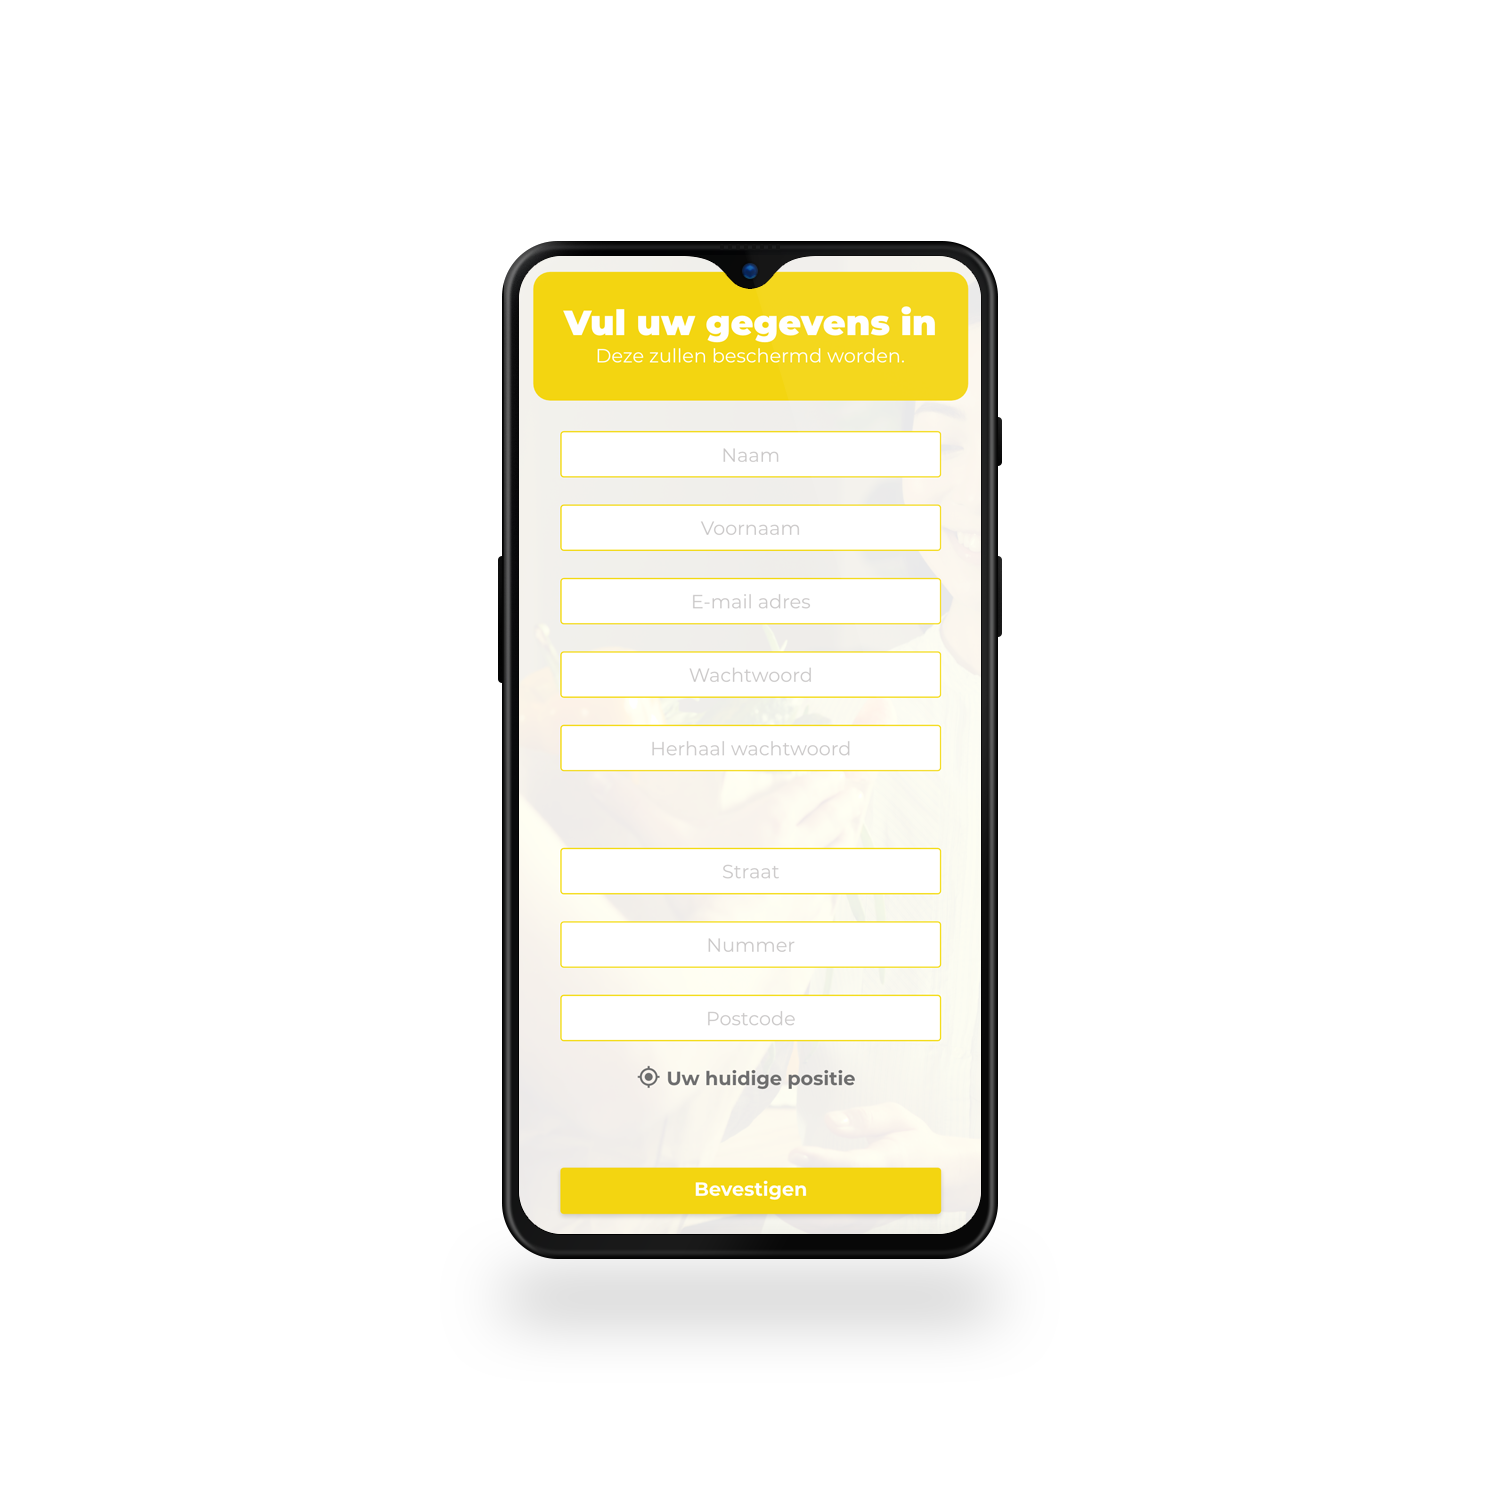 Vul uw gegevens in
Deze zullen beschermd worden.
Naam
Voornaam
E-mail adres
Wachtwoord
Herhaal wachtwoord
Straat
Nummer
Postcode
Uw huidige positie
Bevestigen